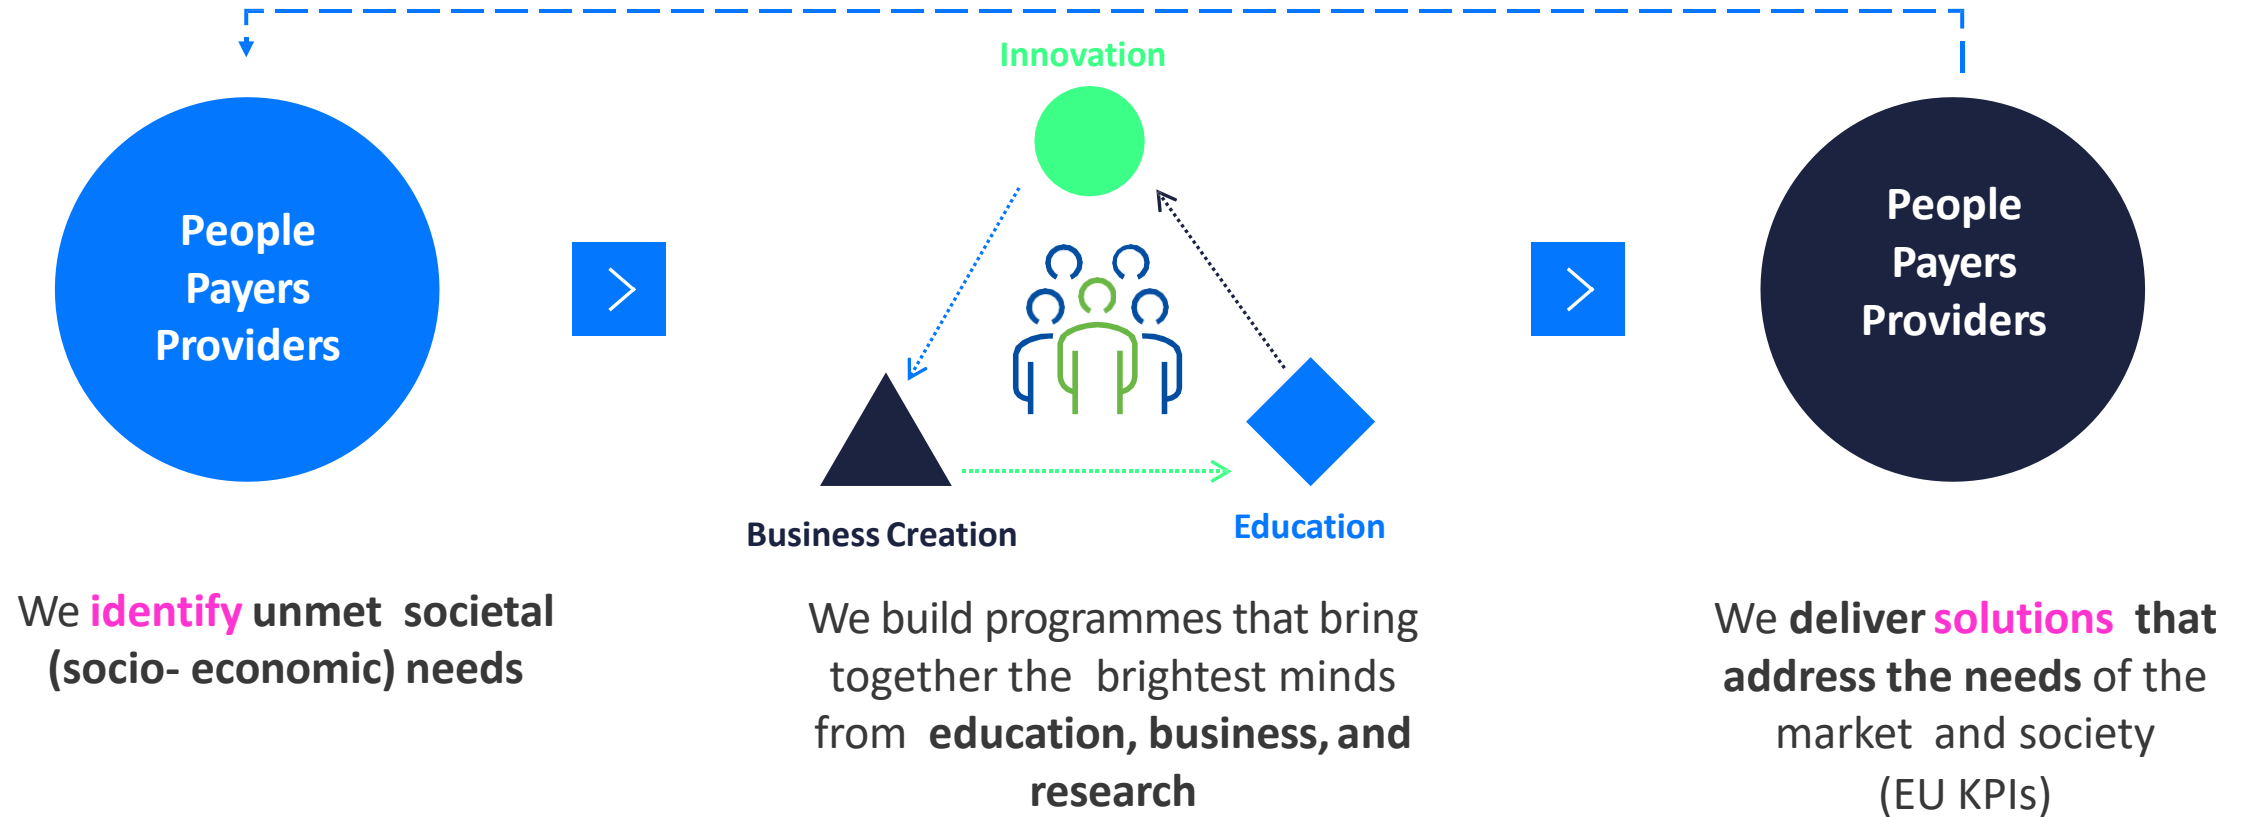 Innovation
People
Payers
Providers
Business Creation
Education
People
Payers
Providers
We identify unmet societal
(socio- economic) needs
We build programmes that bring
together the brightest minds
from education, business, and
research
We deliver solutions that
address the needs of the
market and society
(EU KPIs)